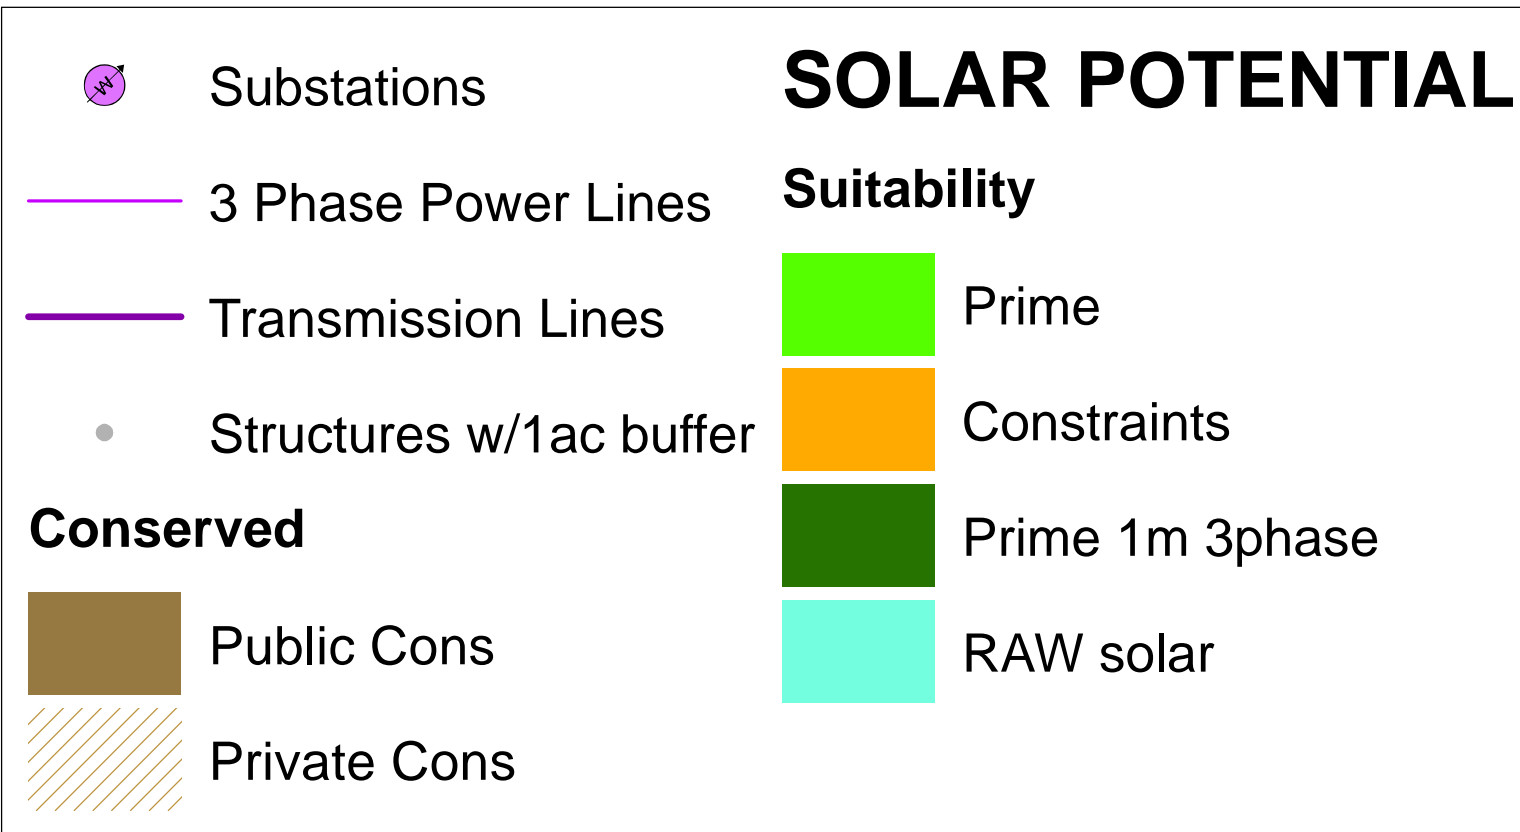 Substations
3 Phase Power Lines
Transmission Lines
Structures w/1ac buffer
Conserved
Public Cons
Private Cons
SOLAR POTENTIAL
Suitability
Prime
Constraints
Prime 1m 3phase
RAW solar